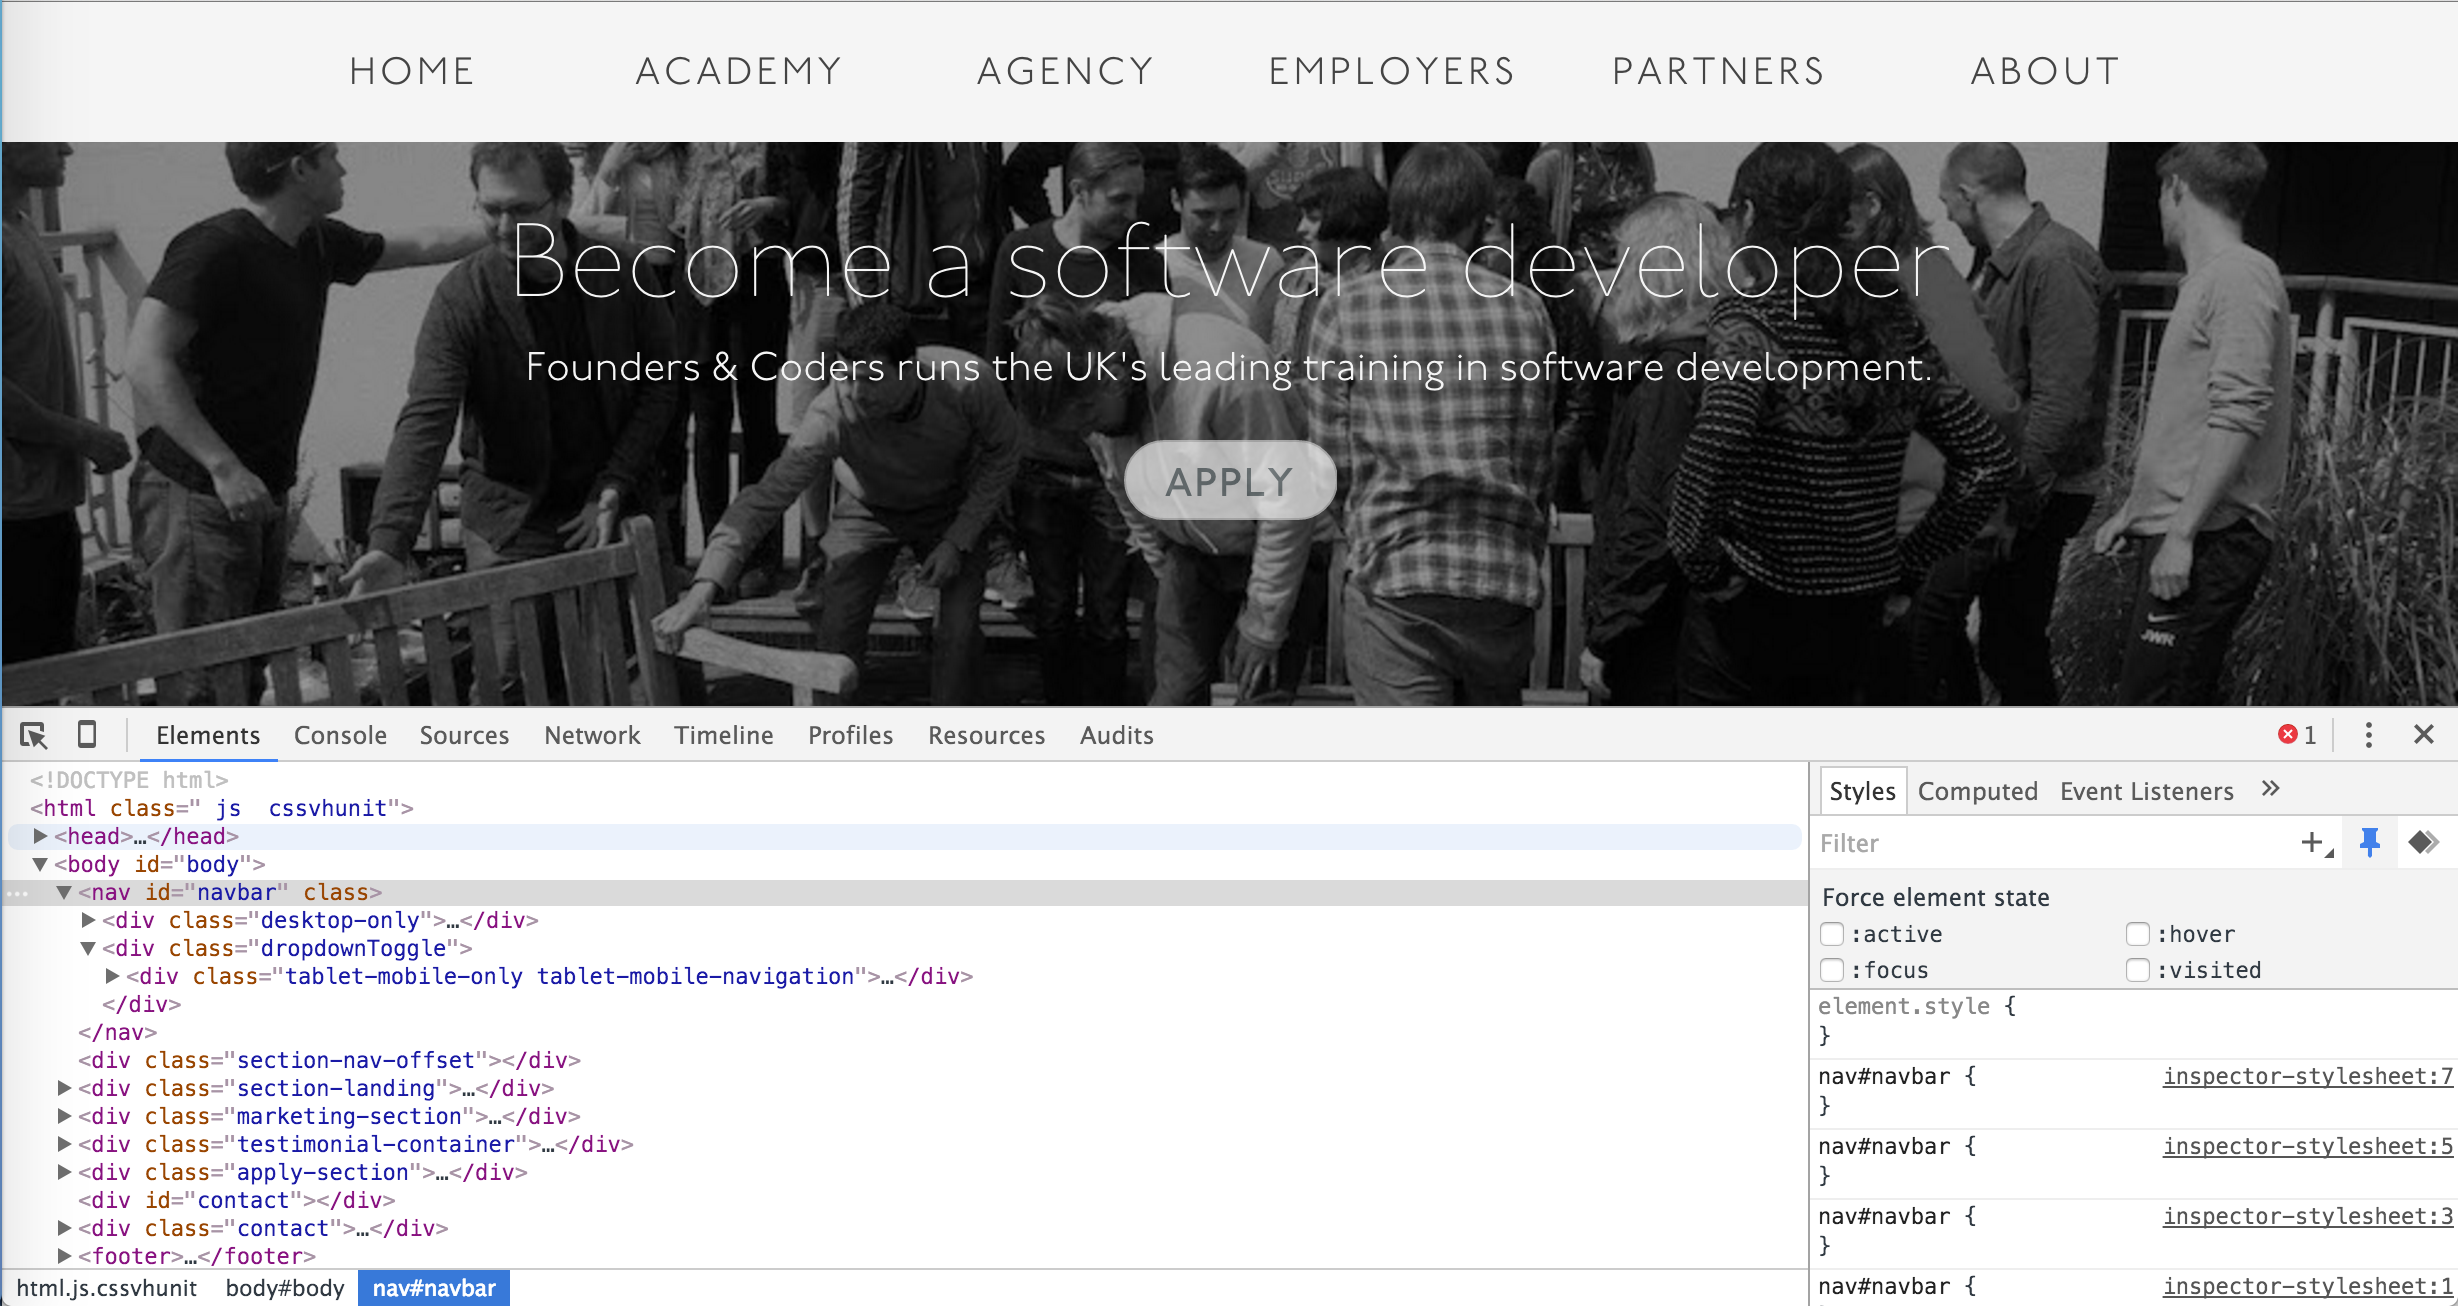 HOME ACADEMY AGENCY EMPLOYERS PARTNERS ABOUT
Become a software developer
Founders & Coders runs the UK's leading training in software development.
APPLY
JWR
Elements Console Sources Network Timeline Profiles Resources Audits 1
<!DOCTYPE html>
<html class=" js  cssvhunit">
<head>…</head>
<body id="body">
<nav id="navbar" class>
<div class="desktop-only">…</div>
<div class="dropdownToggle">
<div class="tablet-mobile-only tablet-mobile-navigation">…</div>
</div>
</nav>
<div class="section-nav-offset"></div>
<div class="section-landing">…</div>
<div class="marketing-section">…</div>
<div class="testimonial-container">…</div>
<div class="apply-section">…</div>
<div id="contact"></div>
<div class="contact">…</div>
<footer>…</footer>
html.js.cssvhunit body#body nav#navbar
Styles Computed Event Listeners »
Filter
Force element state
:active :hover
:focus :visited
element.style {
}
nav#navbar { inspector-stylesheet:7
}
nav#navbar { inspector-stylesheet:5
}
nav#navbar { inspector-stylesheet:3
}
nav#navbar { inspector-stylesheet:1